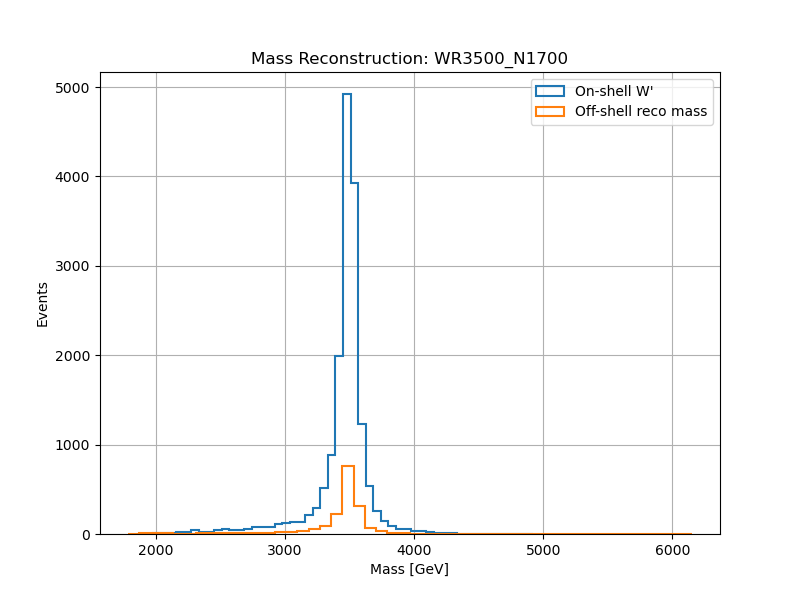 Mass Reconstruction: WR3500_N1700
On-shell W'
Off-shell reco mass
5000
4000
3000
2000
1000
0
Events
2000 3000 4000 5000 6000
Mass [GeV]